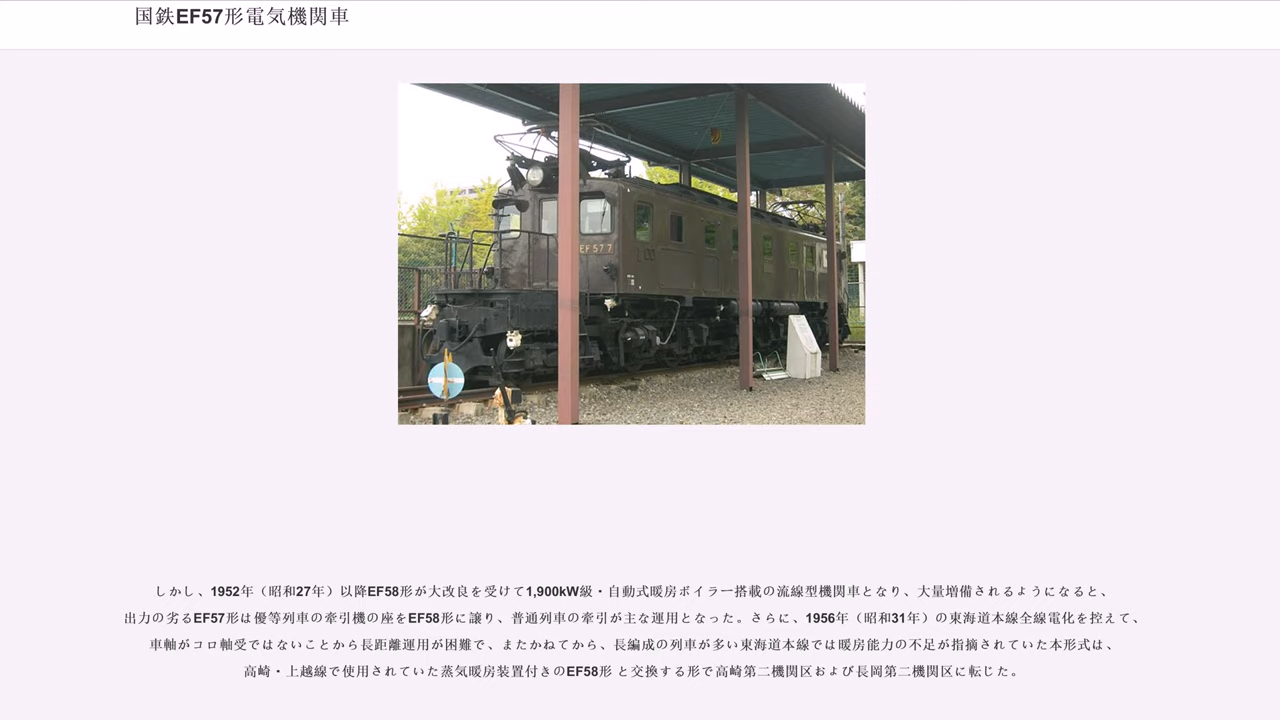 国鉄EF57形電気機関車
EF57 7
しかし、1952年（昭和27年）以降EF58形が大改良を受けて1,900kW級・自動式暖房ボイラー搭載の流線型機関車となり、大量増備されるようになると、
出力の劣るEF57形は優等列車の牽引機の座をEF58形に譲り、普通列車の牽引が主な運用となった。さらに、1956年（昭和31年）の東海道本線全線電化を控えて、
車軸がコロ軸受ではないことから長距離運用が困難で、またかねてから、長編成の列車が多い東海道本線では暖房能力の不足が指摘されていた本形式は、
高崎・上越線で使用されていた蒸気暖房装置付きのEF58形 と交換する形で高崎第二機関区および長岡第二機関区に転じた。